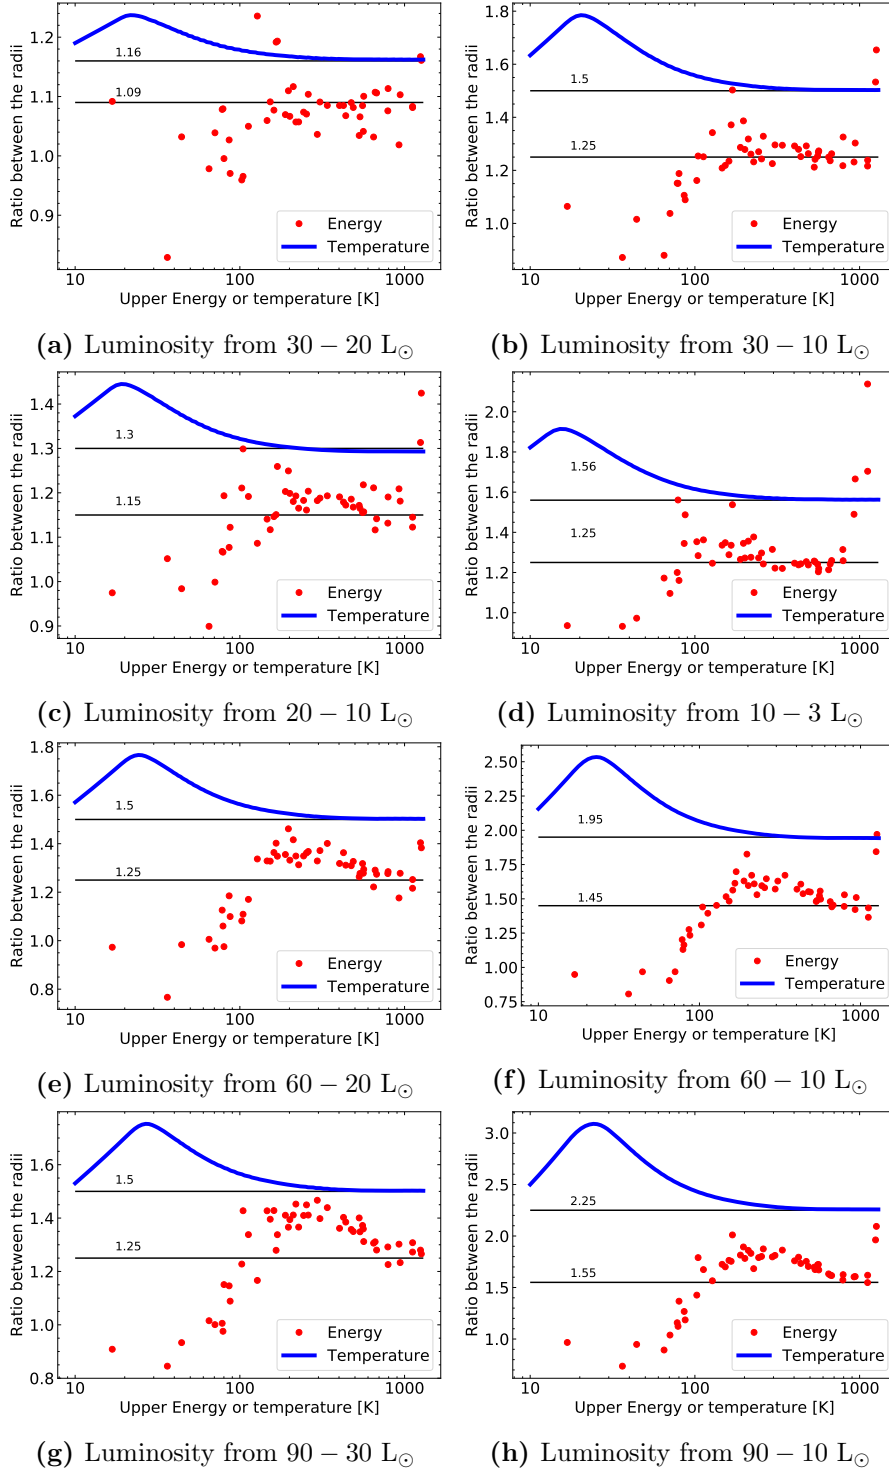 1.2
1.1
1.0
0.9
1.16
1.09
Ratio between the radii
Energy
Temperature
10
100
1000
Upper Energy or temperature [K]
(a) Luminosity from 30 − 20 L⊙
1.8
1.6
1.4
1.2
1.0
1.5
1.25
Ratio between the radii
Energy
Temperature
10
100
1000
Upper Energy or temperature [K]
(b) Luminosity from 30 − 10 L⊙
1.4
1.3
1.2
1.1
1.0
0.9
1.3
1.15
Ratio between the radii
Energy
Temperature
10
100
1000
Upper Energy or temperature [K]
(c) Luminosity from 20 − 10 L⊙
2.0
1.8
1.6
1.4
1.2
1.0
1.56
1.25
Ratio between the radii
Energy
Temperature
10
100
1000
Upper Energy or temperature [K]
(d) Luminosity from 10 − 3 L⊙
1.8
1.6
1.4
1.2
1.0
0.8
1.5
1.25
Ratio between the radii
Energy
Temperature
10
100
1000
Upper Energy or temperature [K]
(e) Luminosity from 60 − 20 L⊙
2.50
2.25
2.00
1.75
1.50
1.25
1.00
0.75
1.95
1.45
Ratio between the radii
Energy
Temperature
10
100
1000
Upper Energy or temperature [K]
(f) Luminosity from 60 − 10 L⊙
1.6
1.4
1.2
1.0
0.8
1.5
1.25
Ratio between the radii
Energy
Temperature
10
100
1000
Upper Energy or temperature [K]
(g) Luminosity from 90 − 30 L⊙
3.0
2.5
2.0
1.5
1.0
2.25
1.55
Ratio between the radii
Energy
Temperature
10
100
1000
Upper Energy or temperature [K]
(h) Luminosity from 90 − 10 L⊙